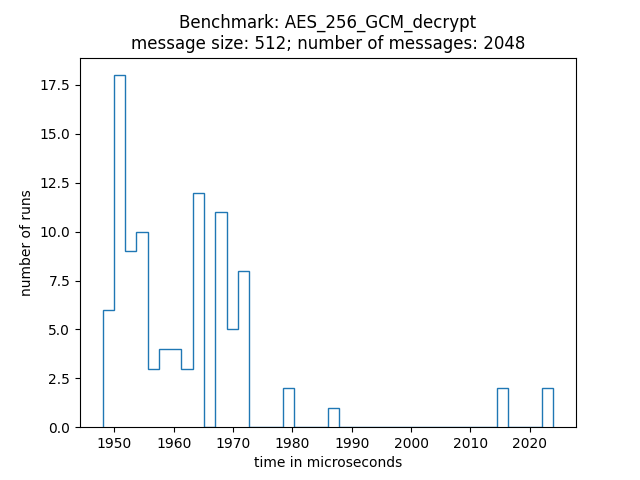 Benchmark: AES_256_GCM_decrypt
message size: 512; number of messages: 2048
17.5
15.0
12.5
10.0
7.5
5.0
2.5
0.0
number of runs
1950 1960 1970 1980 1990 2000 2010 2020
time in microseconds